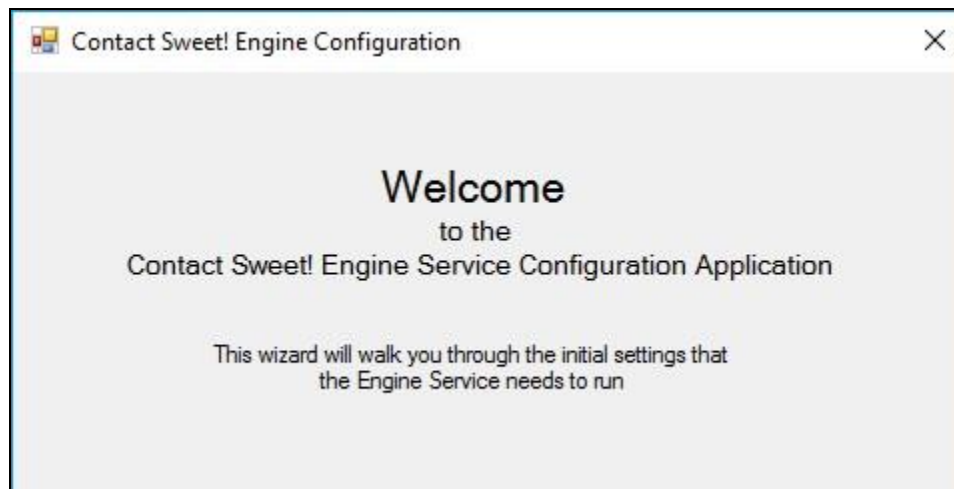 Contact Sweet! Engine Configuration
Welcome
to the
Contact Sweet! Engine Service Configuration Application
This wizard will walk you through the initial settings that
the Engine Service needs to run